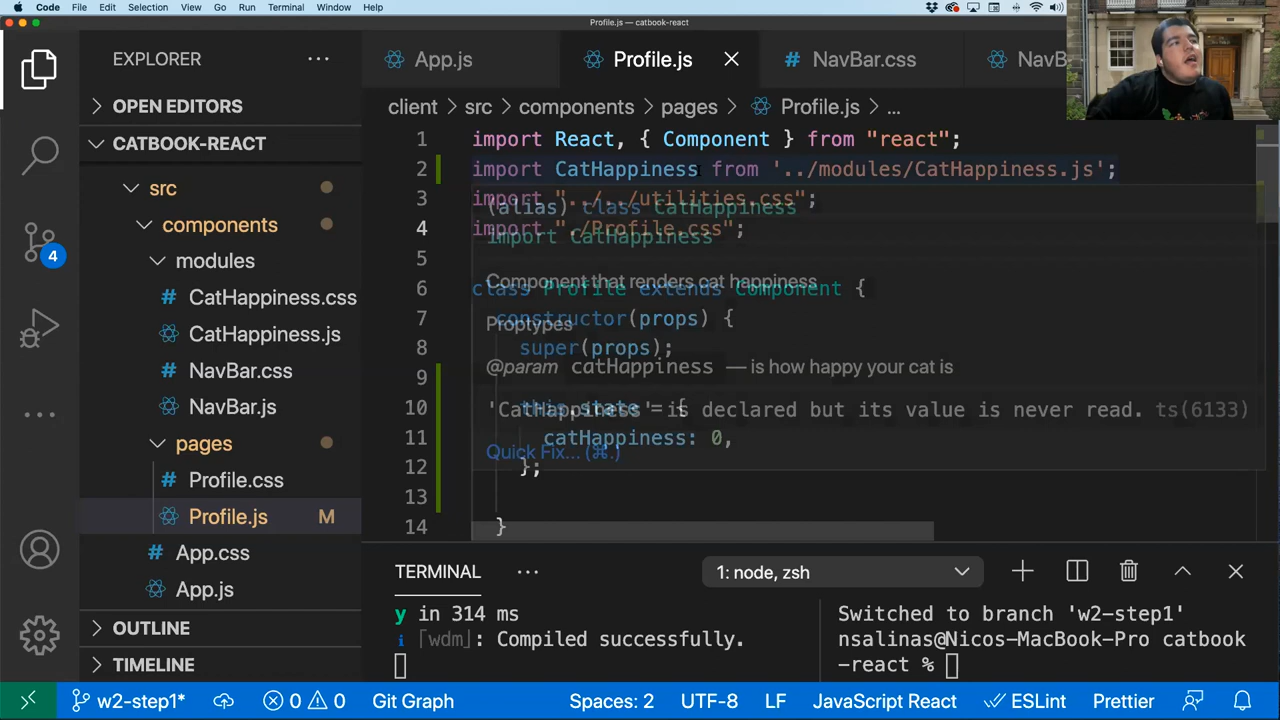 Code File Edit Selection View Go Run Terminal Window Help
Profile.js — catbook-react
EXPLORER
OPEN EDITORS
CATBOOK-REACT
src
components
modules
CatHappiness.css
CatHappiness.js
NavBar.css
NavBar.js
pages
Profile.css
Profile.js M
App.css
App.js
OUTLINE
TIMELINE
4
App.js Profile.js NavBar.css NavB
client > src > components > pages > Profile.js > ...
1 import React, { Component } from "react";
2 import CatHappiness from '../modules/CatHappiness.js';
3 import "../../utilities.css";
(alias) class CatHappiness
4 import "./Profile.css";
import CatHappiness
5
Component that renders cat happiness
6 class Profile extends Component {
7 constructor(props) {
Proptypes
8 super(props);
@param catHappiness — is how happy your cat is
9
10 this.state = {
'CatHappiness' is declared but its value is never read. ts(6133)
11 catHappiness: 0,
Quick Fix... (⌘.)
12 };
13
14 }
TERMINAL
1: node, zsh
y in 314 ms
i ｢wdm｣: Compiled successfully.
Switched to branch 'w2-step1'
nsalinas@Nicos-MacBook-Pro catbook
-react %
w2-step1* 0 0 Git Graph Spaces: 2 UTF-8 LF JavaScript React ESLint Prettier